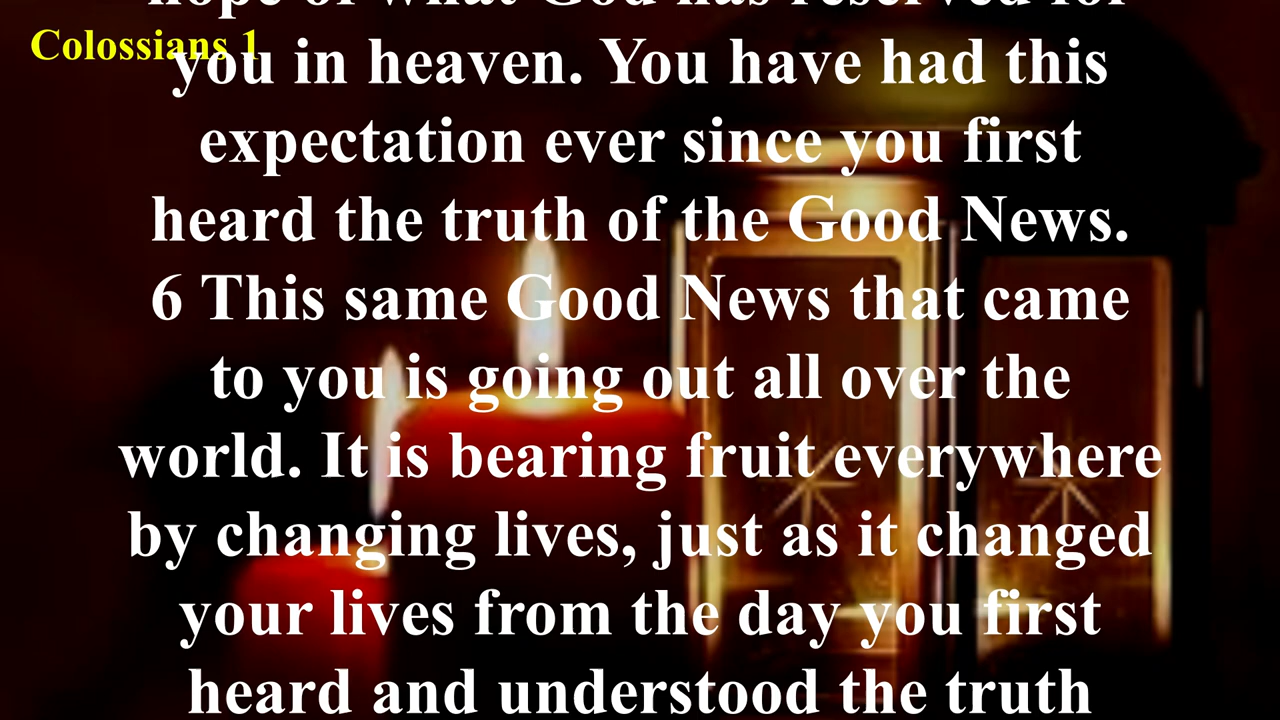 hope of what God has reserved for
Colossians 1
you in heaven. You have had this
expectation ever since you first
heard the truth of the Good News.
6 This same Good News that came
to you is going out all over the
world. It is bearing fruit everywhere
by changing lives, just as it changed
your lives from the day you first
heard and understood the truth